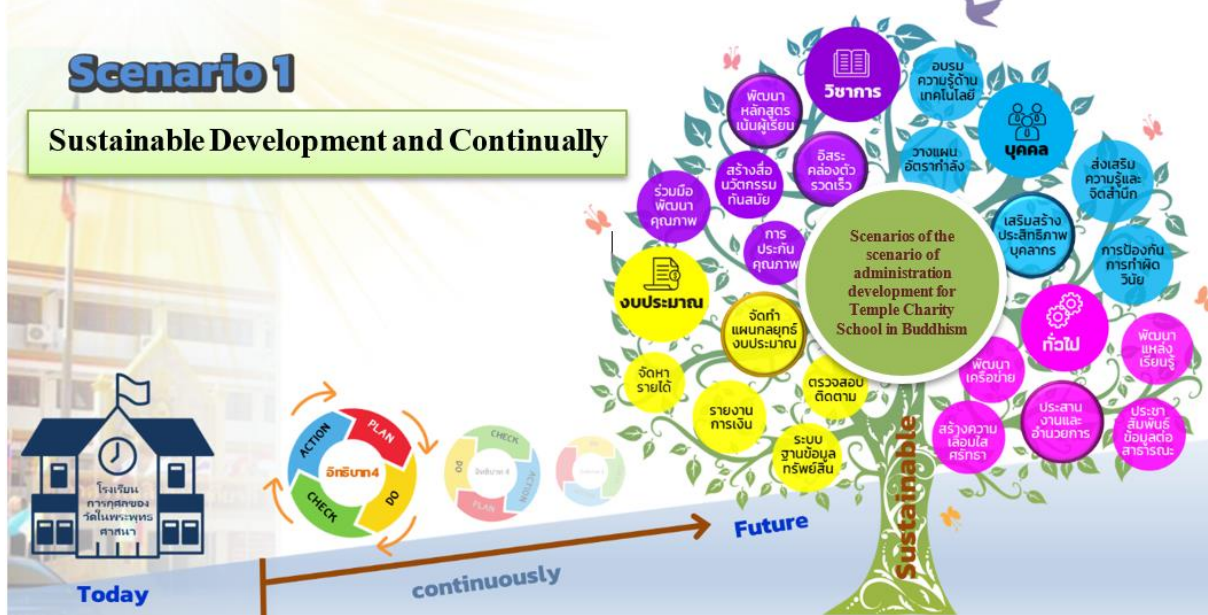 Scenario 1
Sustainable Development and Continually
วิชาการ
พัฒนา
หลักสูตร
เน้นผู้เรียน
อิสระ
คล่องตัว
รวดเร็ว
สร้างสื่อ
นวัตกรรม
ทันสมัย
ร่วมมือ
พัฒนา
คุณภาพ
การ
ประกัน
คุณภาพ
อบรม
ความรู้ด้าน
เทคโนโลยี
บุคคล
วางแผน
อัตรากำลัง
ส่งเสริม
ความรู้และ
จิตสำนึก
เสริมสร้าง
ประสิทธิภาพ
บุคลากร
การป้องกัน
การทำผิด
วินัย
Scenarios of the
scenario of
administration
development for
Temple Charity
School in Buddhism
งบประมาณ
จัดทำ
แผนกลยุทธ์
งบประมาณ
จัดหา
รายได้
รายงาน
การเงิน
ตรวจสอบ
ติดตาม
ระบบ
ฐานข้อมูล
ทรัพย์สิน
ทั่วไป
พัฒนา
แหล่ง
เรียนรู้
พัฒนา
เครือข่าย
ประสาน
งานและ
อำนวยการ
สร้างความ
เลื่อมใส
ศรัทธา
ประชา
สัมพันธ์
ข้อมูลต่อ
สาธารณะ
Sustainable
โรงเรียน
การกุศลของ
วัดในพระพุทธ
ศาสนา
Today
ACTION
PLAN
อิทธิบาท4
CHECK
DO
CHECK
DO
อิทธิบาท 4
ACTION
PLAN
continuously
Future